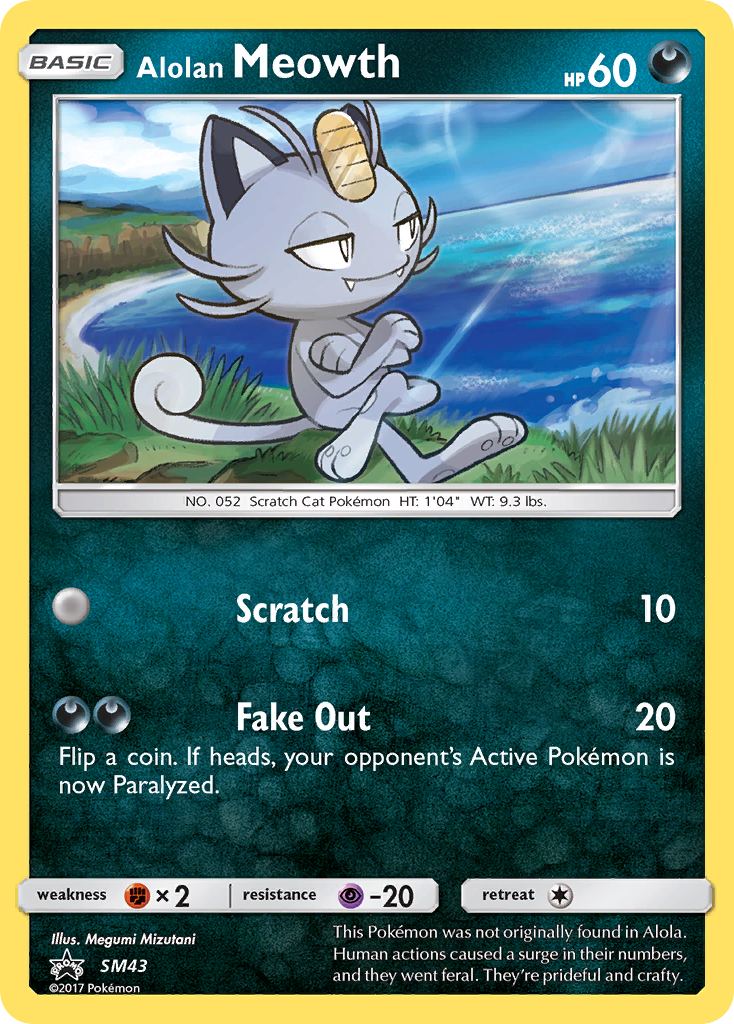 BASIC Alolan Meowth HP 60
NO. 052 Scratch Cat Pokémon HT: 1'04" WT: 9.3 lbs.
Scratch 10
Fake Out 20
Flip a coin. If heads, your opponent's Active Pokémon is
now Paralyzed.
weakness × 2 resistance -20 retreat
Illus. Megumi Mizutani
PROMO SM43
©2017 Pokémon
This Pokémon was not originally found in Alola.
Human actions caused a surge in their numbers,
and they went feral. They're prideful and crafty.